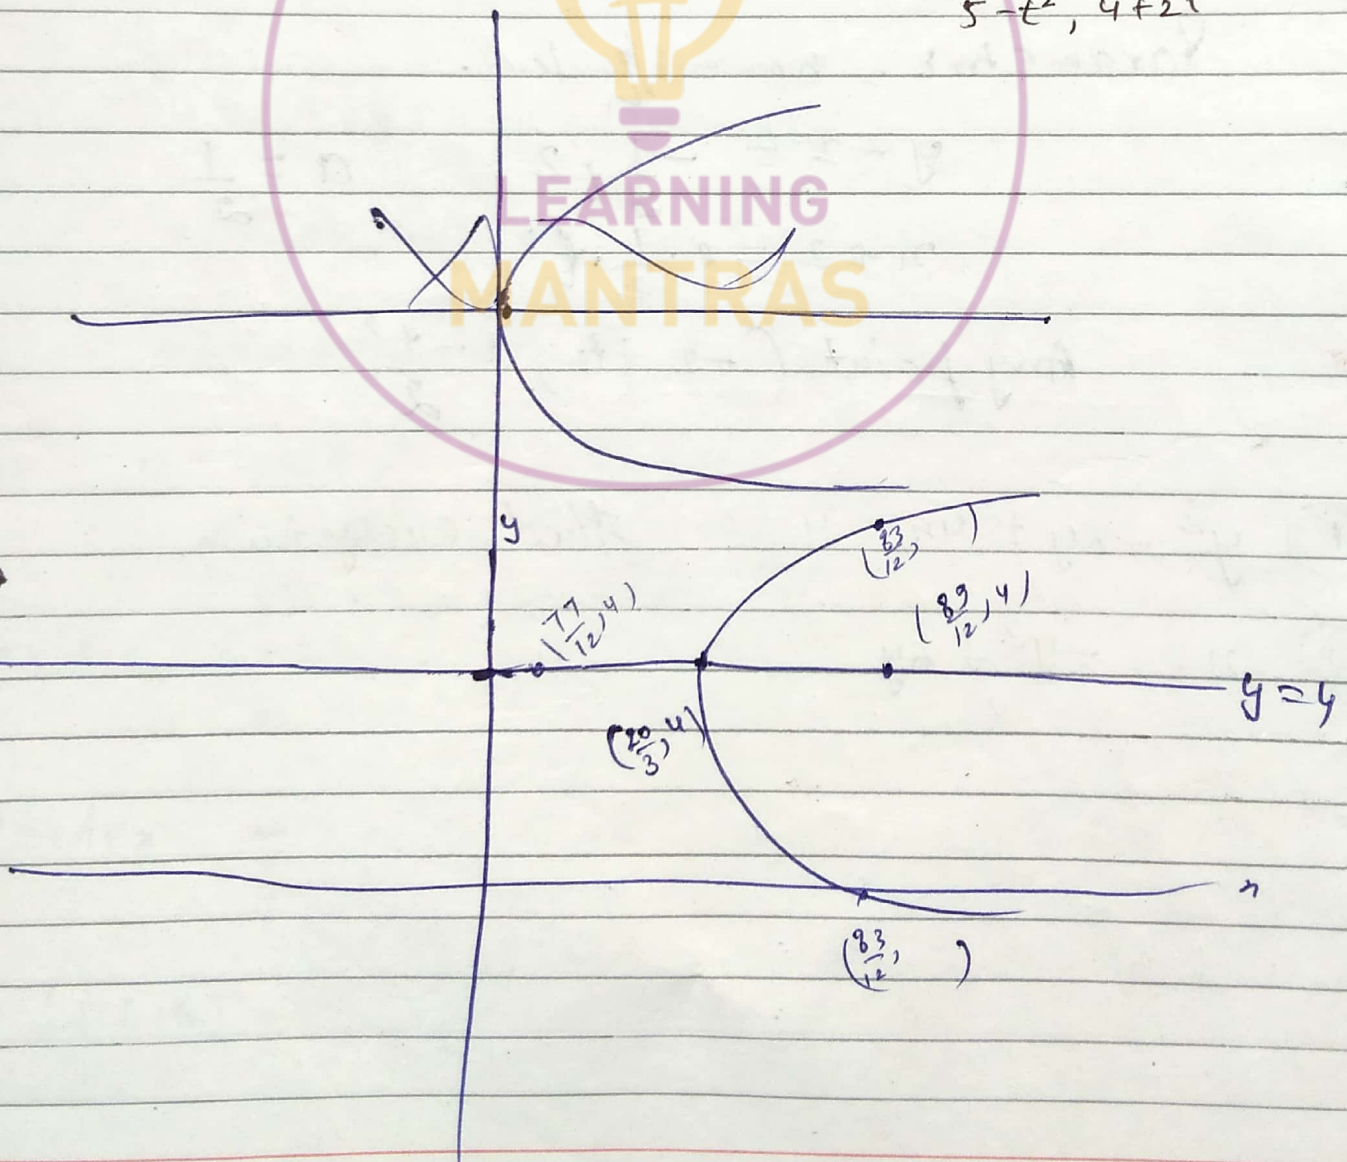 5-t², 4+2t
LEARNING
MANTRAS
y
(83/12, )
(77/12, 4)
(89/12, 4)
y = 4
(20/3, 4)
x
(83/12, )